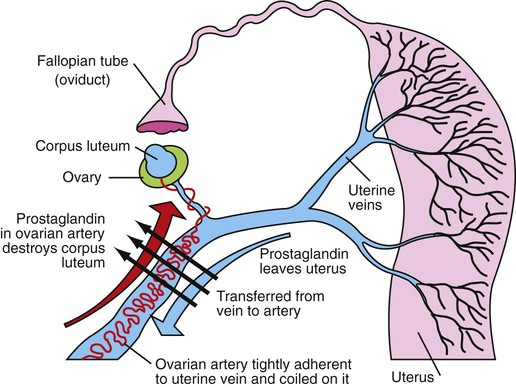 Fallopian tube
(oviduct)
Corpus luteum
Ovary
Prostaglandin
in ovarian artery
destroys corpus
luteum
Uterine
veins
Prostaglandin
leaves uterus
Transferred from
vein to artery
Ovarian artery tightly adherent
to uterine vein and coiled on it
Uterus